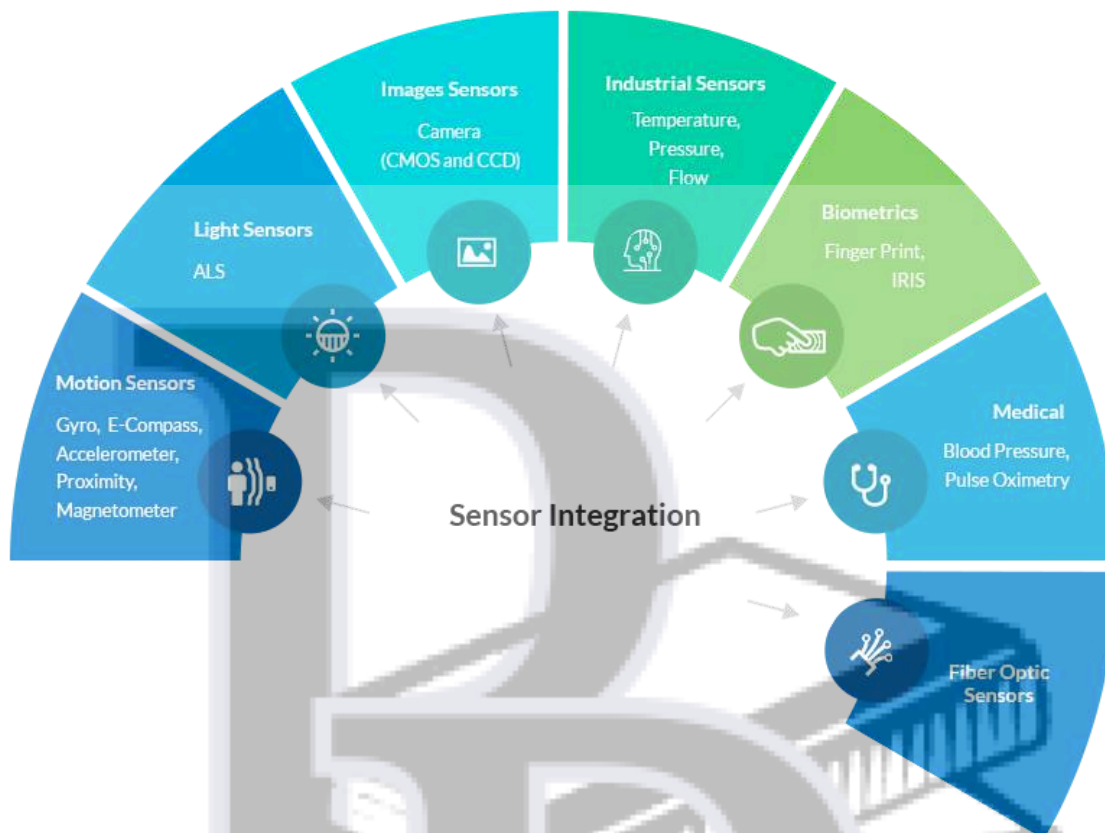 Images Sensors
Camera
(CMOS and CCD)
Industrial Sensors
Temperature,
Pressure,
Flow
Light Sensors
ALS
Biometrics
Finger Print,
IRIS
Motion Sensors
Gyro, E-Compass,
Accelerometer,
Proximity,
Magnetometer
Medical
Blood Pressure,
Pulse Oximetry
Sensor Integration
Fiber Optic
Sensors